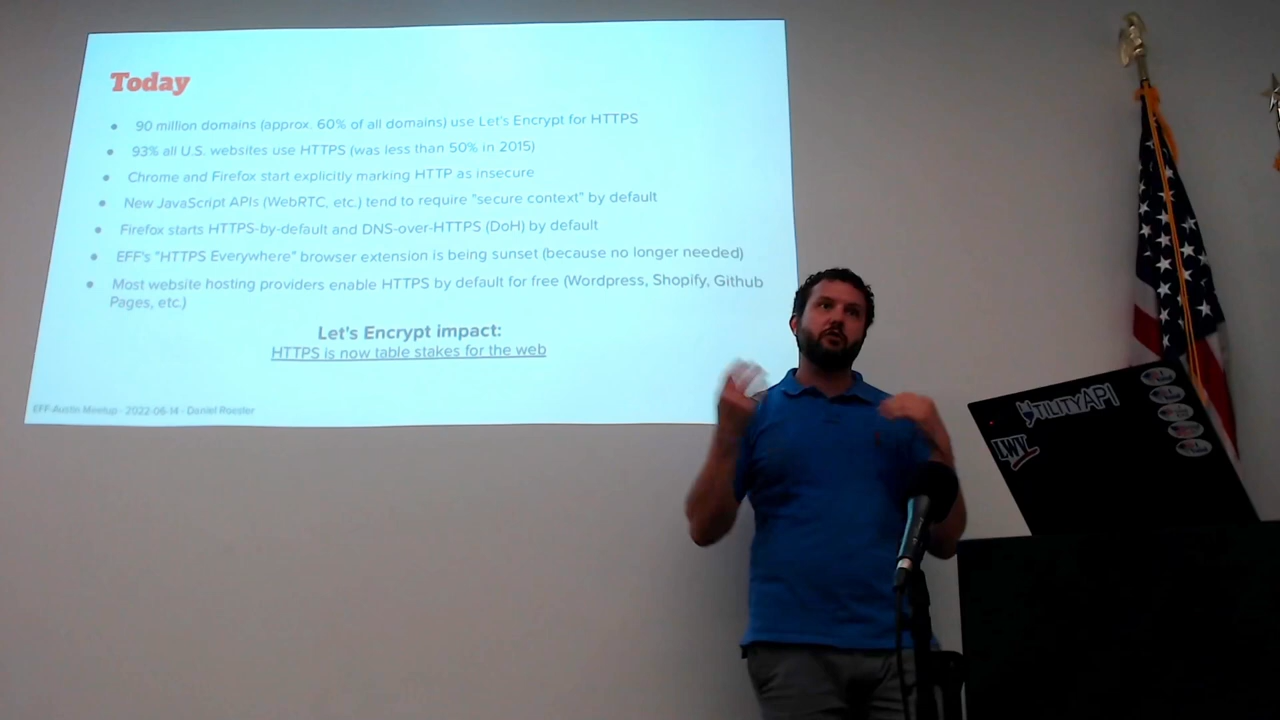 Today
90 million domains (approx. 60% of all domains) use Let's Encrypt for HTTPS
93% all U.S. websites use HTTPS (was less than 50% in 2015)
Chrome and Firefox start explicitly marking HTTP as insecure
New JavaScript APIs (WebRTC, etc.) tend to require "secure context" by default
Firefox starts HTTPS-by-default and DNS-over-HTTPS (DoH) by default
EFF's "HTTPS Everywhere" browser extension is being sunset (because no longer needed)
Most website hosting providers enable HTTPS by default for free (Wordpress, Shopify, Github
Pages, etc.)
Let's Encrypt impact:
HTTPS is now table stakes for the web
EFF-Austin Meetup - 2022-06-14 - Daniel Roesler
UTILITYAPI
LWV